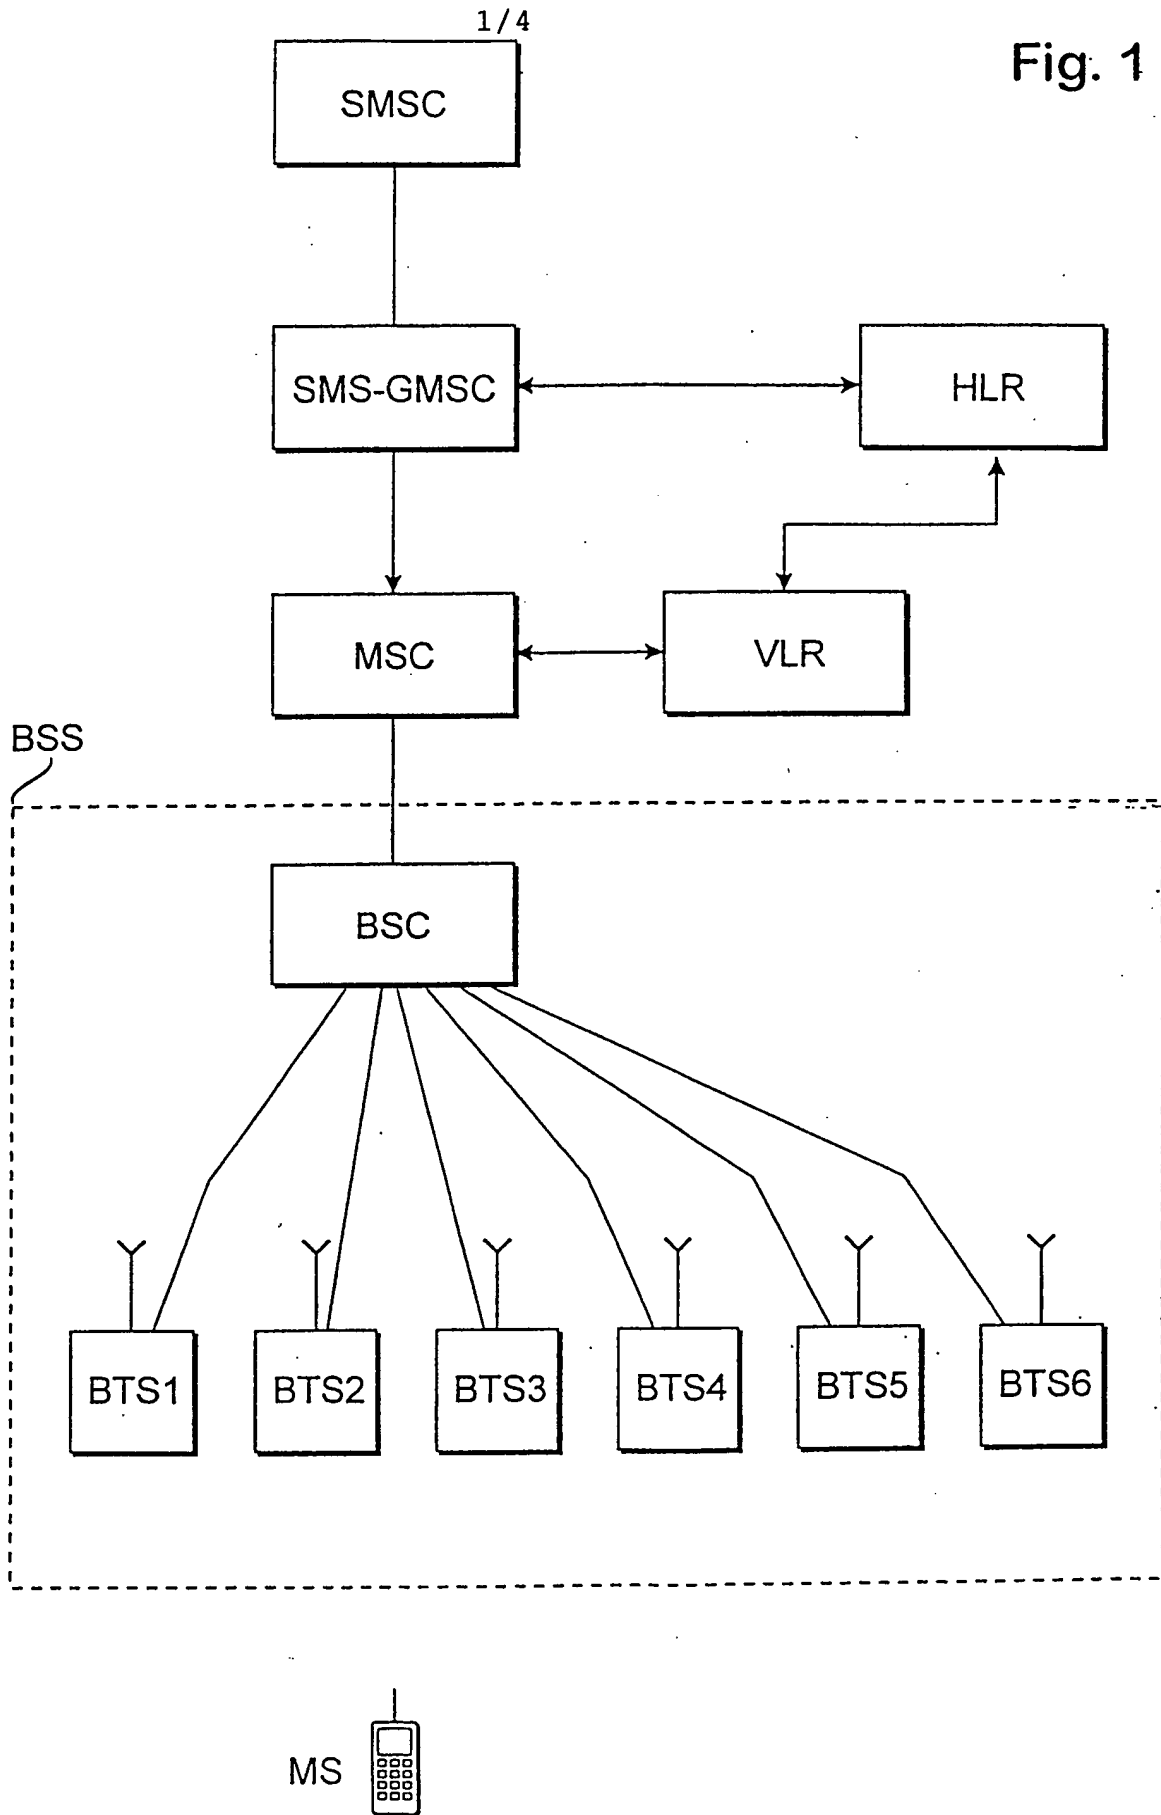 1/4
Fig. 1
SMSC
SMS-GMSC
HLR
MSC
VLR
BSS
BSC
BTS1
BTS2
BTS3
BTS4
BTS5
BTS6
MS